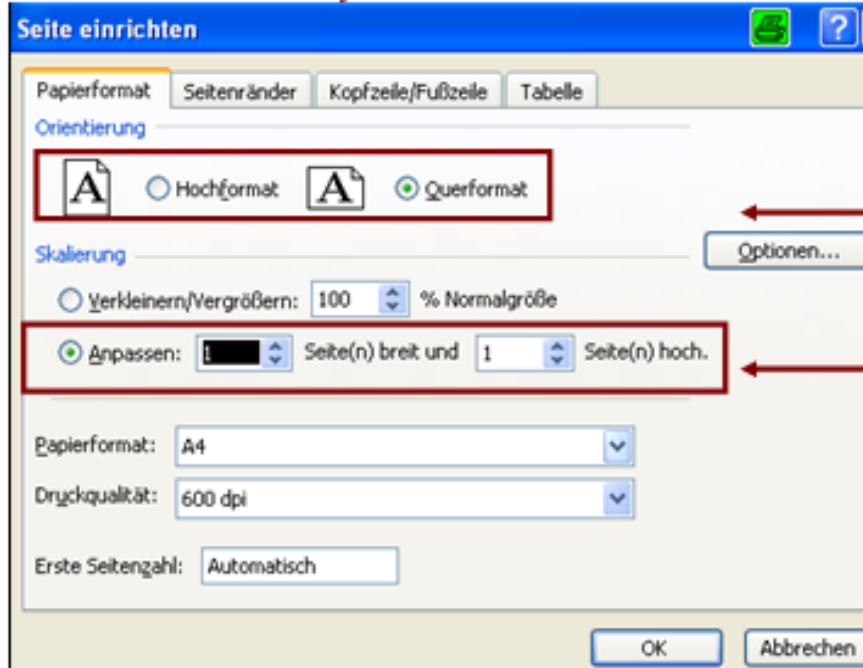 Seite einrichten ?
Papierformat Seitenränder Kopfzeile/Fußzeile Tabelle
Orientierung
A Hochformat A Querformat
Optionen...
Skalierung
Verkleinern/Vergrößern: 100 % Normalgröße
Anpassen: 1 Seite(n) breit und 1 Seite(n) hoch.
Papierformat: A4
Druckqualität: 600 dpi
Erste Seitenzahl: Automatisch
OK Abbrechen